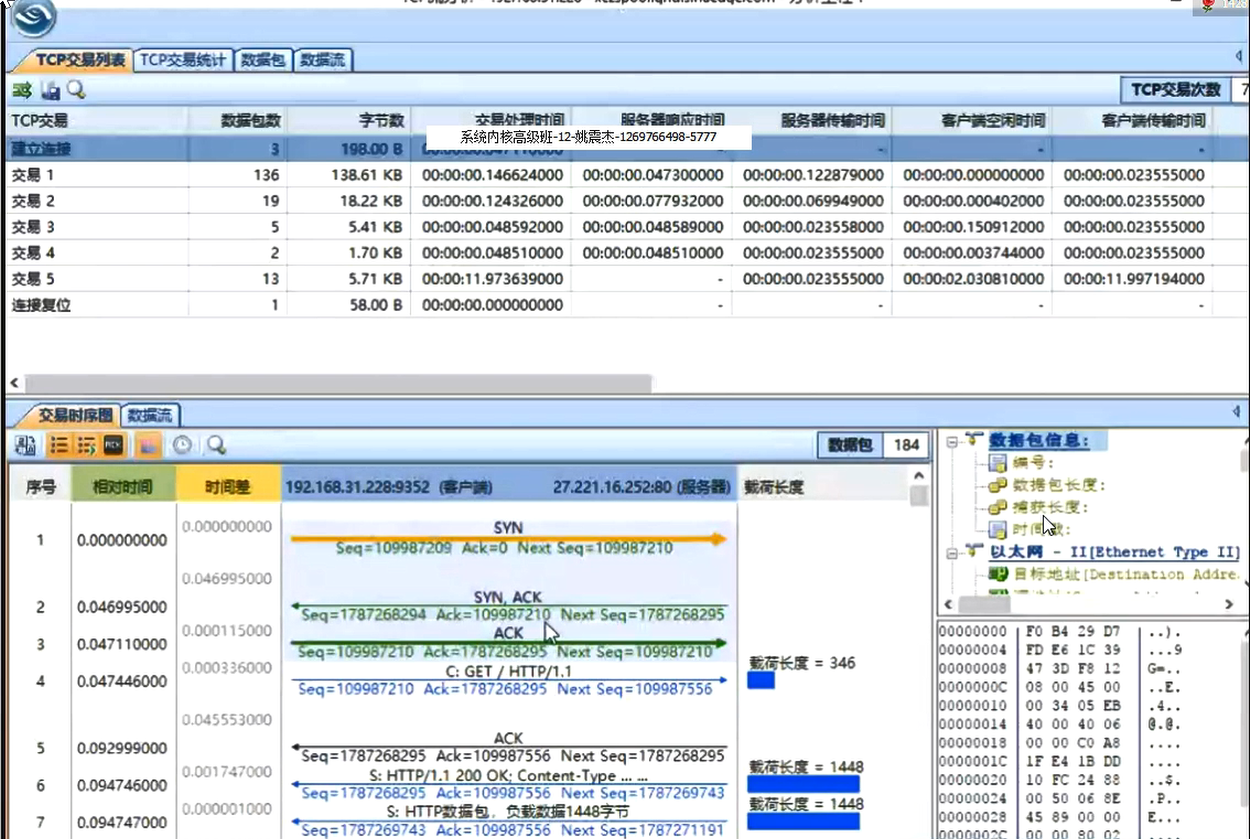 TCP交易列表 TCP交易统计 数据包 数据流
TCP交易次数 7
TCP交易 数据包数 字节数 交易处理时间 服务器响应时间 服务器传输时间 客户端空闲时间 客户端传输时间
系统内核高级班-12-姚震杰-1269766498-5777
建立连接 3 198.00 B - - - -
交易 1 136 138.61 KB 00:00:00.146624000 00:00:00.047300000 00:00:00.122879000 00:00:00.000000000 00:00:00.023555000
交易 2 19 18.22 KB 00:00:00.124326000 00:00:00.077932000 00:00:00.069949000 00:00:00.000402000 00:00:00.023555000
交易 3 5 5.41 KB 00:00:00.048592000 00:00:00.048589000 00:00:00.023558000 00:00:00.150912000 00:00:00.023555000
交易 4 2 1.70 KB 00:00:00.048510000 00:00:00.048510000 00:00:00.023555000 00:00:00.003744000 00:00:00.023555000
交易 5 13 5.71 KB 00:00:11.973639000 - 00:00:00.023555000 00:00:02.030810000 00:00:11.997194000
连接复位 1 58.00 B 00:00:00.000000000 - - - -
交易时序图 数据流
数据包 184
序号 相对时间 时间差 192.168.31.228:9352 (客户端) 27.221.16.252:80 (服务器) 载荷长度
0.000000000
SYN
1 0.000000000
Seq=109987209 Ack=0 Next Seq=109987210
0.046995000
SYN, ACK
2 0.046995000
Seq=1787268294 Ack=109987210 Next Seq=1787268295
0.000115000
ACK
3 0.047110000
Seq=109987210 Ack=1787268295 Next Seq=109987210
0.000336000
载荷长度 = 346
C: GET / HTTP/1.1
4 0.047446000
Seq=109987210 Ack=1787268295 Next Seq=109987556
0.045553000
ACK
5 0.092999000
Seq=1787268295 Ack=109987556 Next Seq=1787268295
0.001747000
载荷长度 = 1448
S: HTTP/1.1 200 OK; Content-Type ... ...
6 0.094746000
Seq=1787268295 Ack=109987556 Next Seq=1787269743
0.000001000
载荷长度 = 1448
S: HTTP数据包，负载数据1448字节
7 0.094747000
Seq=1787269743 Ack=109987556 Next Seq=1787271191
数据包信息:
编号:
数据包长度:
捕获长度:
时间戳:
以太网 - II[Ethernet Type II]
目标地址[Destination Addre
00000000 F0 B4 29 D7 ..).
00000004 FD E6 1C 39 ...9
00000008 47 3D F8 12 G=..
0000000C 08 00 45 00 ..E.
00000010 00 34 05 EB .4..
00000014 40 00 40 06 @.@.
00000018 00 00 C0 A8 ....
0000001C 1F E4 1B DD ....
00000020 10 FC 24 88 ..$.
00000024 00 50 06 8E .P..
00000028 45 89 00 00 E...
0000002C 00 00 80 02 ....